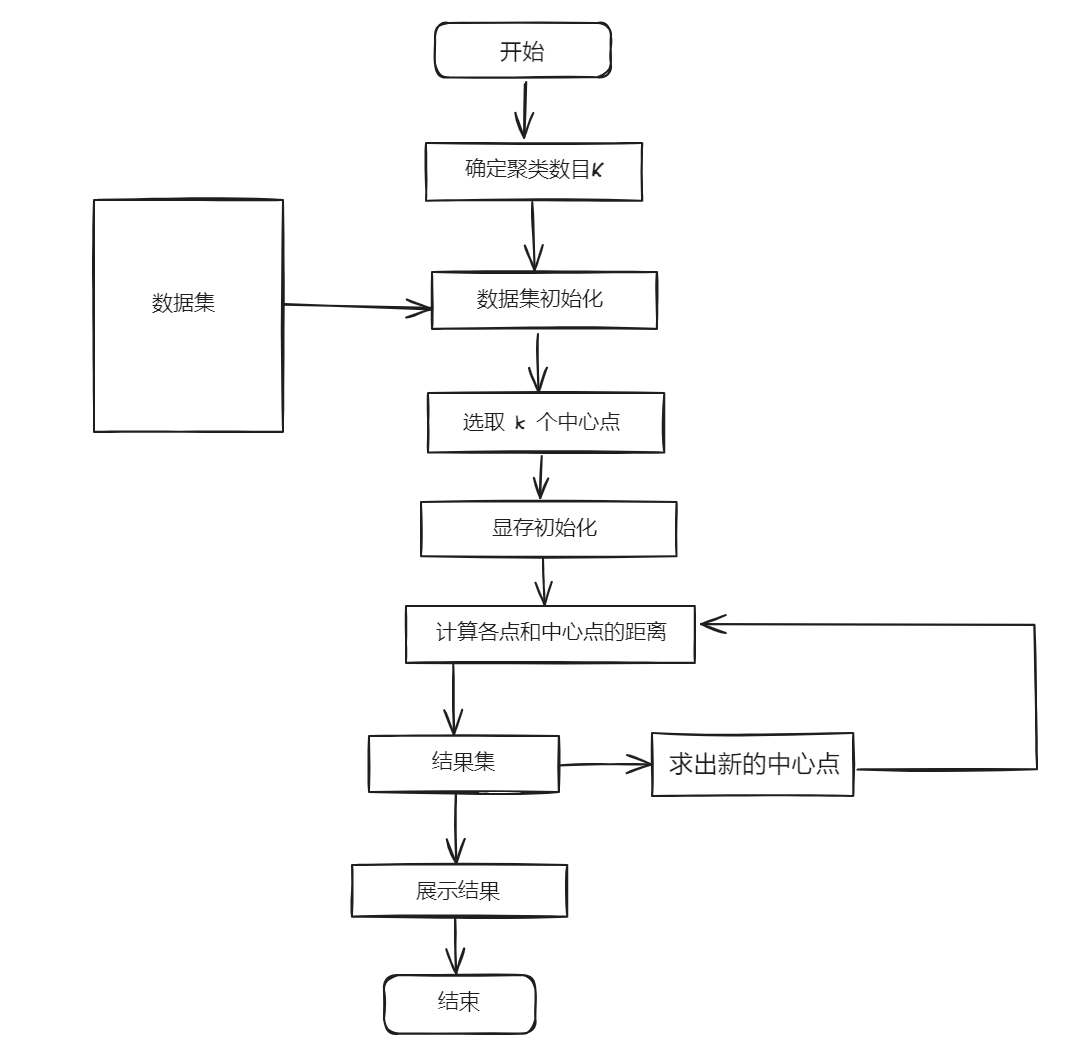 开始
确定聚类数目K
数据集
数据集初始化
选取 k 个中心点
显存初始化
计算各点和中心点的距离
结果集
求出新的中心点
展示结果
结束